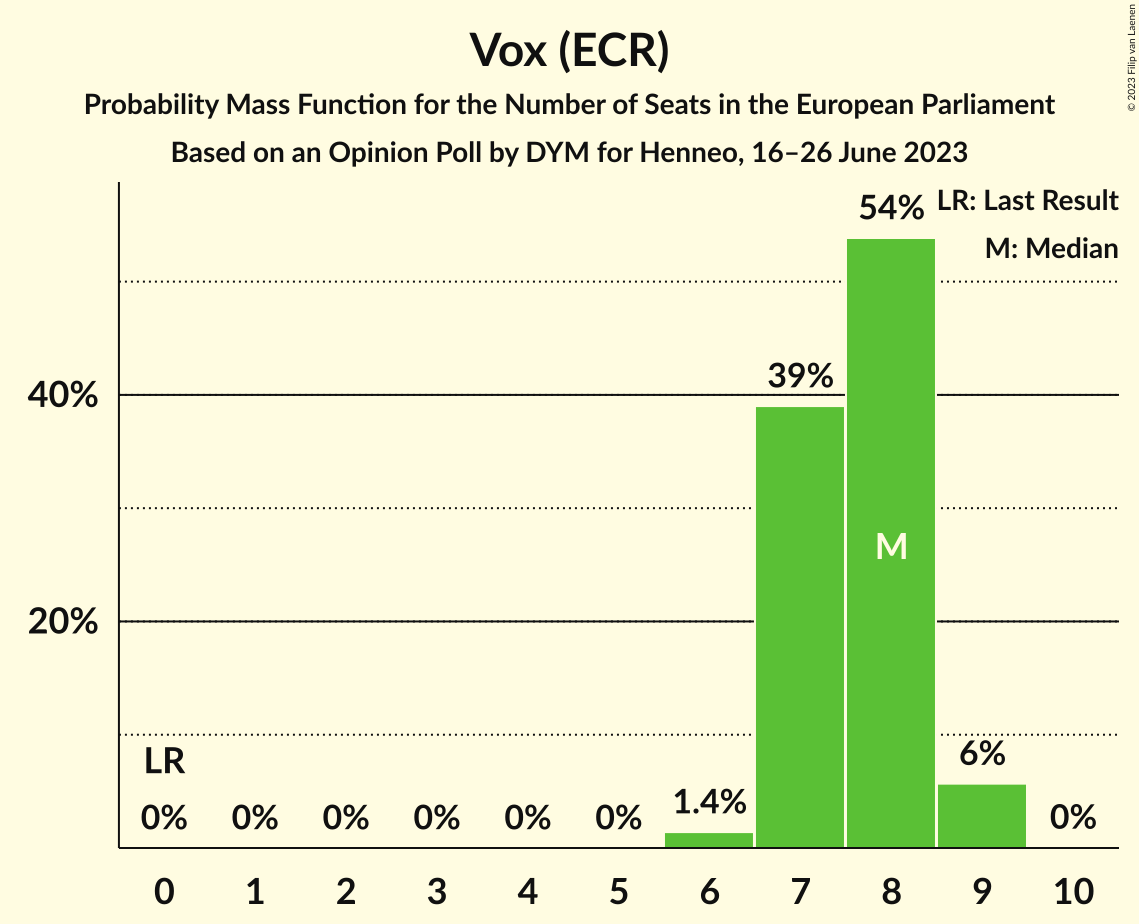 Vox (ECR)
Probability Mass Function for the Number of Seats in the European Parliament
Based on an Opinion Poll by DYM for Henneo, 16–26 June 2023
© 2023 Filip van Laenen
LR: Last Result
M: Median
54%
39%
40%
M
20%
LR
0% 0% 0% 0% 0% 0% 1.4% 6% 0%
0 1 2 3 4 5 6 7 8 9 10